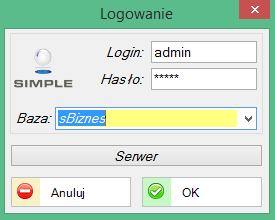 Logowanie
Login: admin
SIMPLE
Hasło: *****
Baza: sBiznes
Serwer
Anuluj
OK